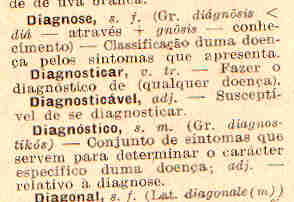 de de uva branca.
Diagnose, s. f. (Gr. diágnōsis <
diá — através + gnōsis — conhe-
cimento) — Classificação duma doen-
ça pelos sintomas que apresenta.
Diagnosticar, v. tr. — Fazer o
diagnóstico de (qualquer doença).
Diagnosticável, adj. — Susceptí-
vel de se diagnosticar.
Diagnóstico, s. m. (Gr. diagnos-
tikós) — Conjunto de sintomas que
servem para determinar o carácter
específico duma doença; adj. —
relativo à diagnose.
Diagonal, s. f. (Lat. diagonale(m))